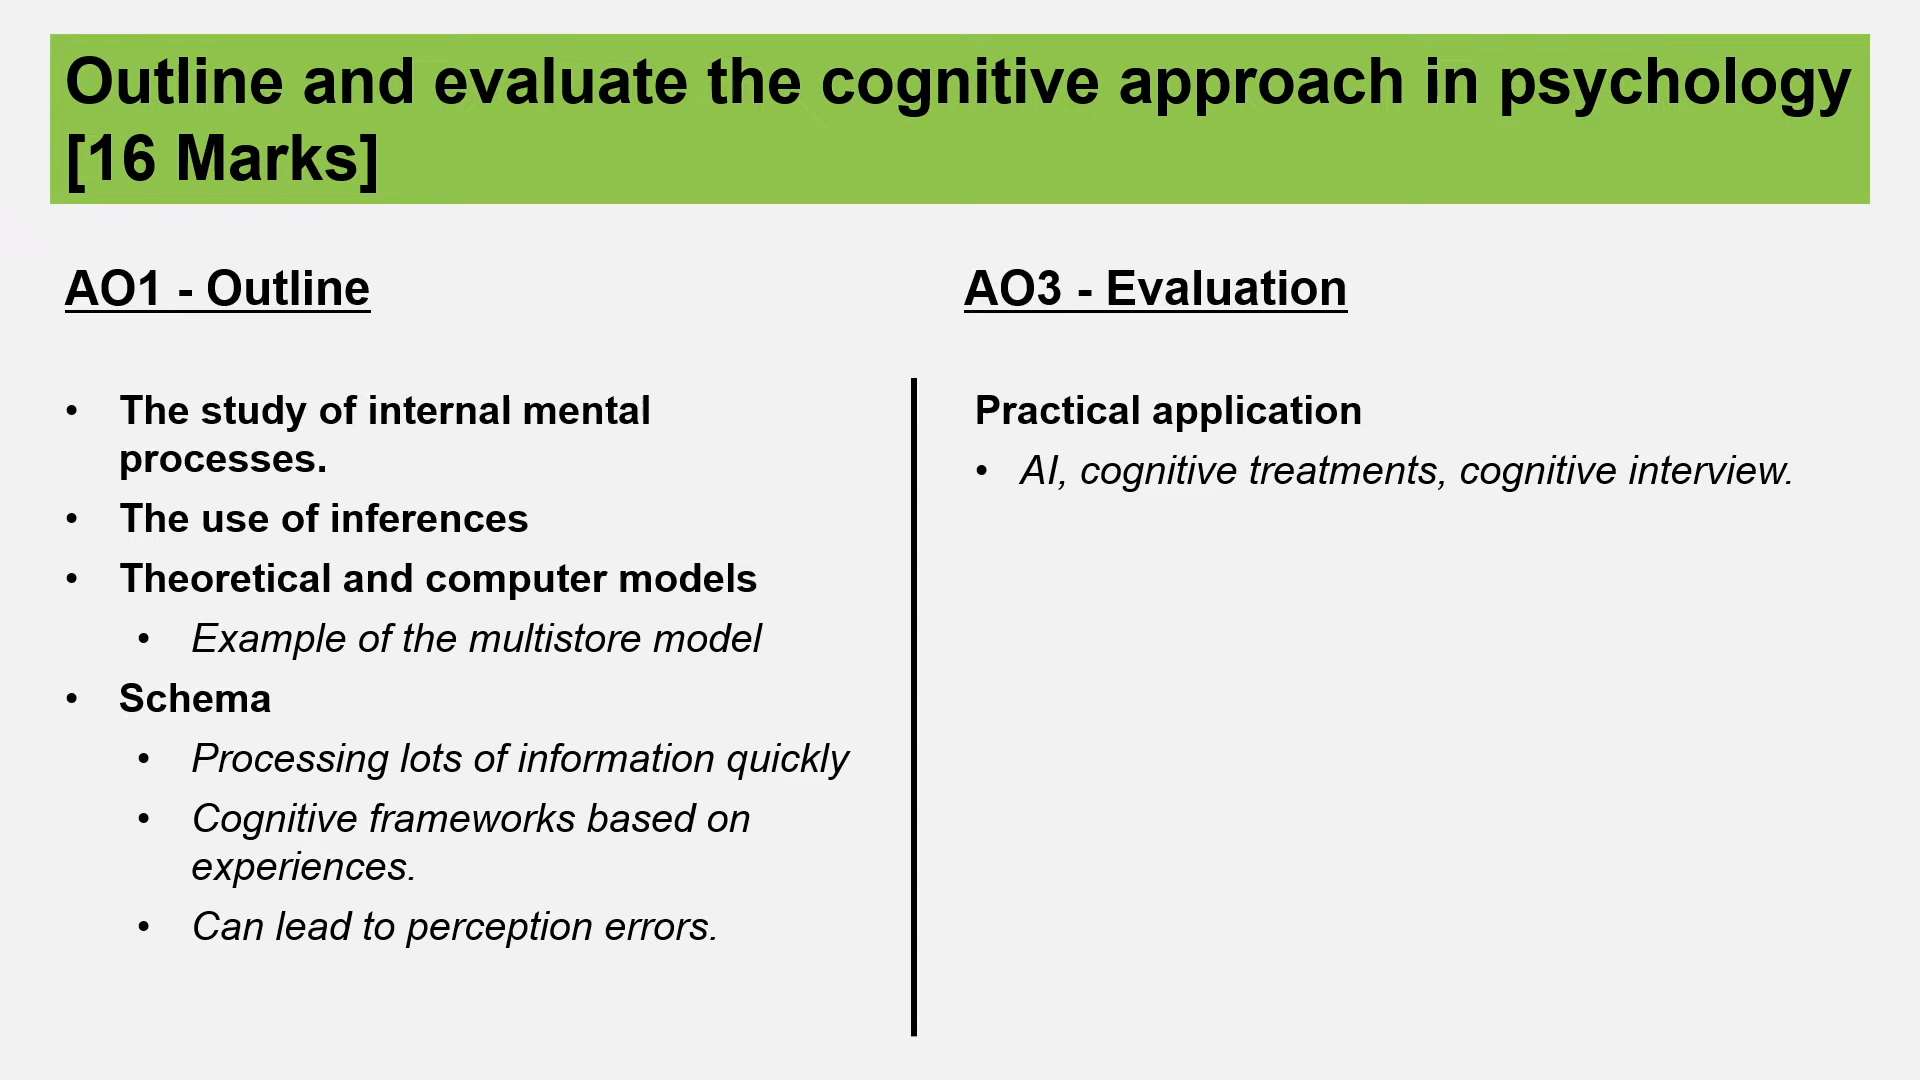 Outline and evaluate the cognitive approach in psychology
[16 Marks]
AO1 - Outline
• The study of internal mental
processes.
• The use of inferences
• Theoretical and computer models
• Example of the multistore model
• Schema
• Processing lots of information quickly
• Cognitive frameworks based on
experiences.
• Can lead to perception errors.
AO3 - Evaluation
Practical application
• AI, cognitive treatments, cognitive interview.